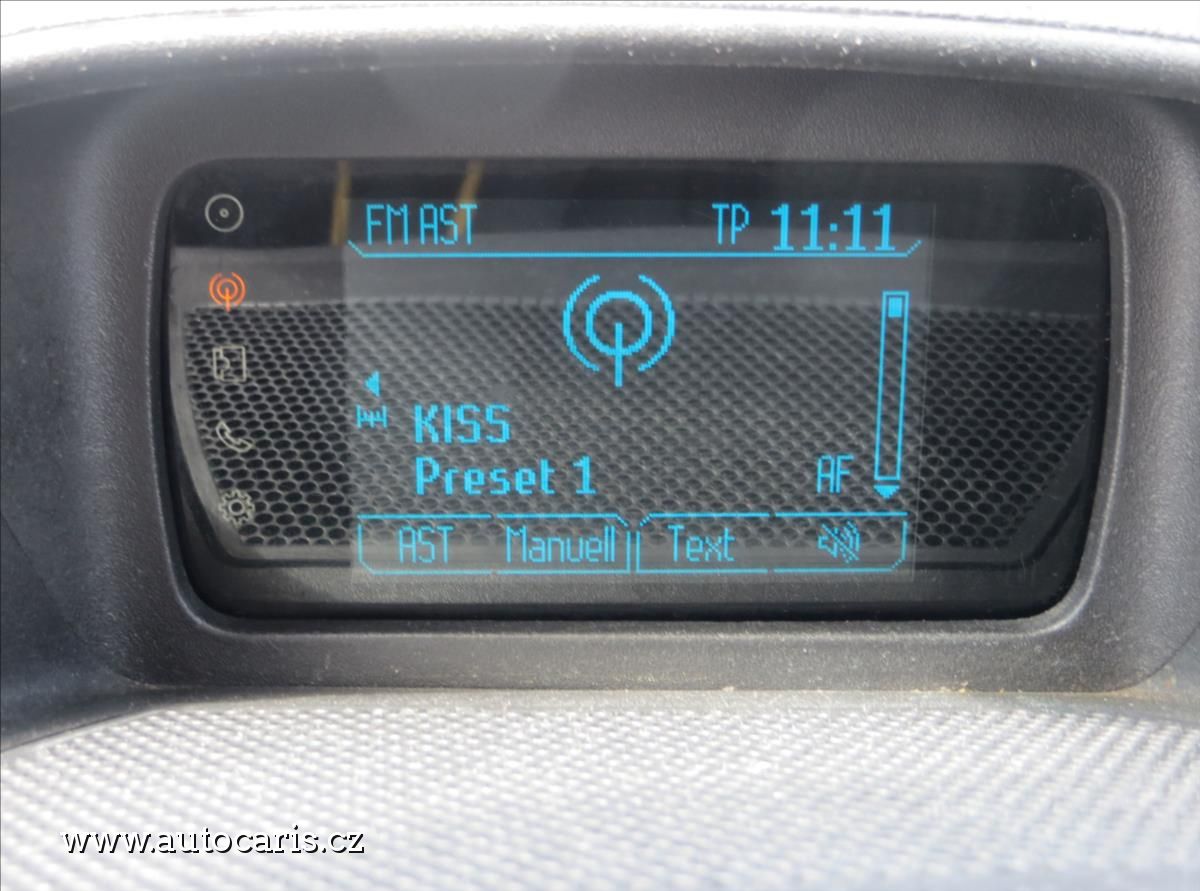 FM AST TP 11:11
KISS
Preset 1 AF
AST Manuell Text
www.autocaris.cz